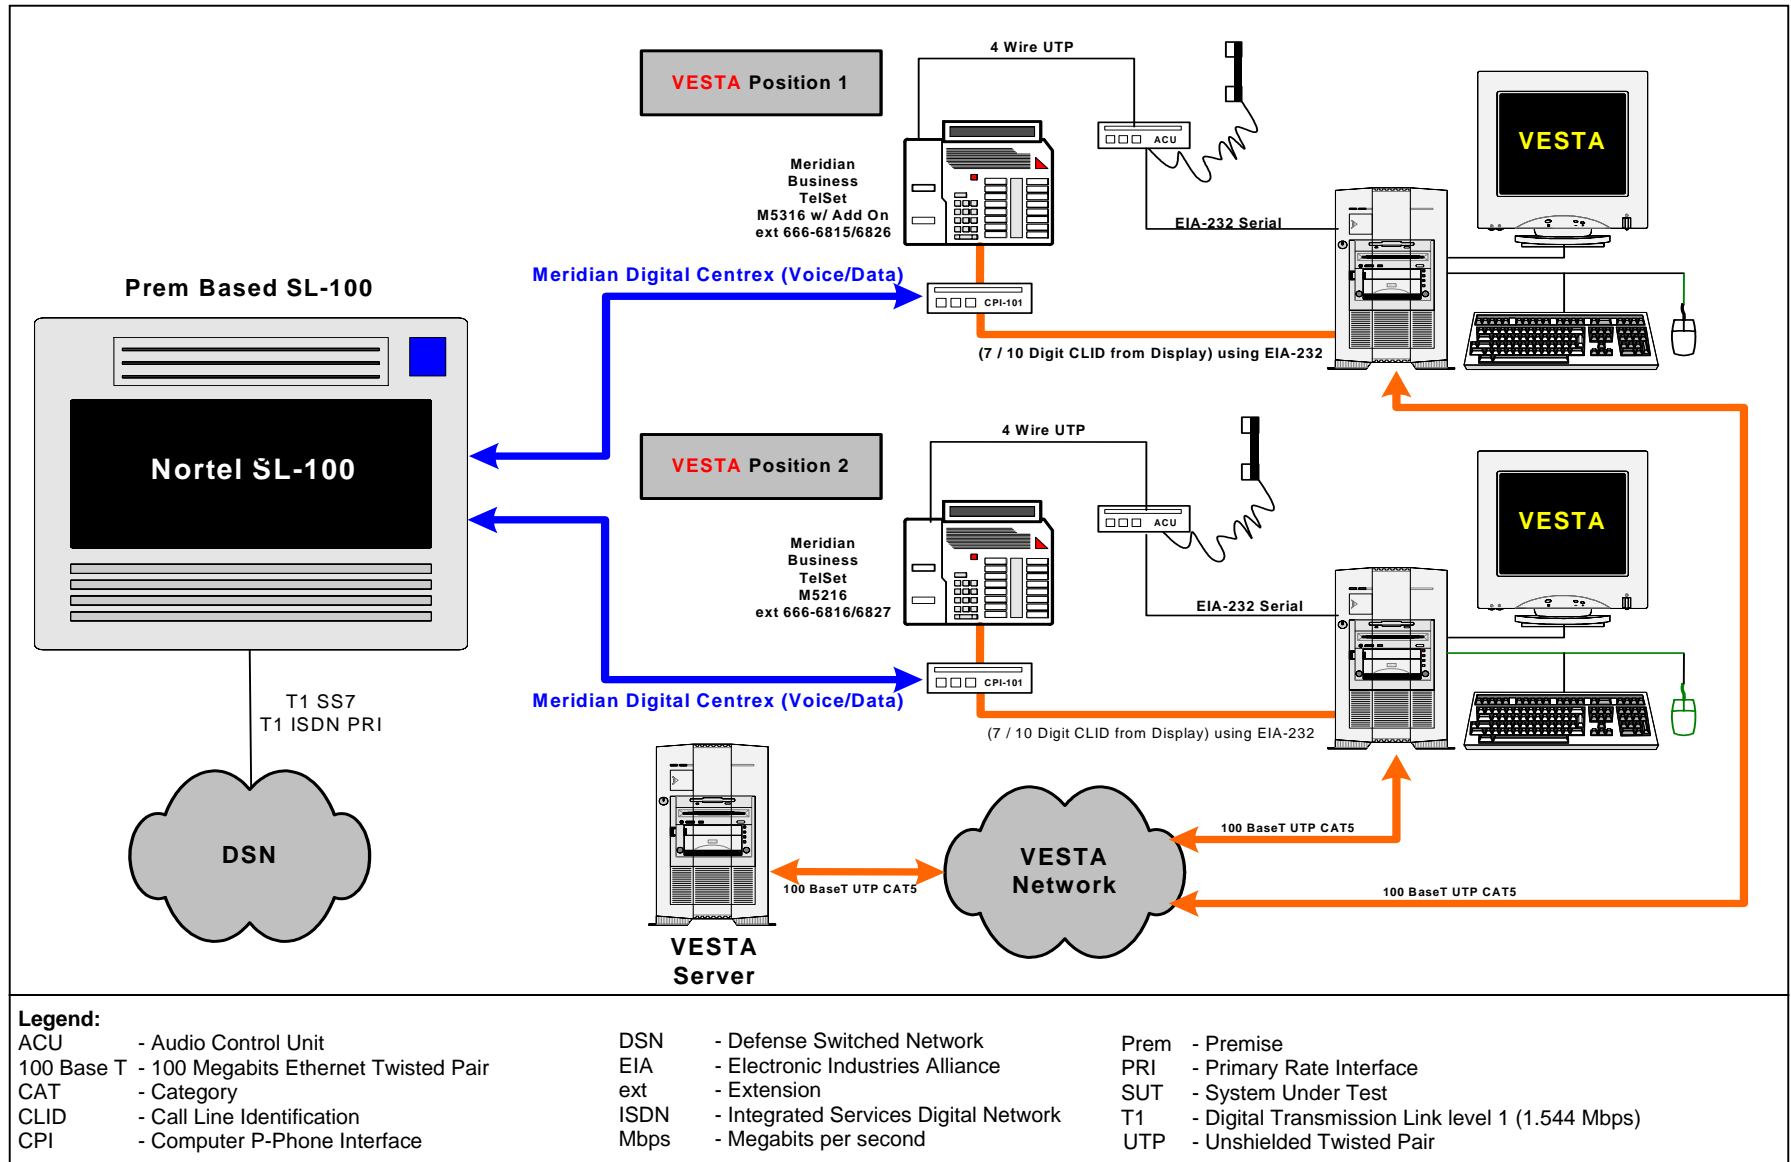 4 Wire UTP
VESTA Position 1
ACU
VESTA
Meridian
Business
TelSet
M5316 w/ Add On
ext 666-6815/6826
EIA-232 Serial
Meridian Digital Centrex (Voice/Data)
CPI-101
(7 / 10 Digit CLID from Display) using EIA-232
Prem Based SL-100
Nortel SL-100
4 Wire UTP
VESTA Position 2
ACU
VESTA
Meridian
Business
TelSet
M5216
ext 666-6816/6827
EIA-232 Serial
CPI-101
Meridian Digital Centrex (Voice/Data)
(7 / 10 Digit CLID from Display) using EIA-232
T1 SS7
T1 ISDN PRI
DSN
100 BaseT UTP CAT5
VESTA
Network
100 BaseT UTP CAT5
100 BaseT UTP CAT5
VESTA
Server
Legend:
ACU - Audio Control Unit
100 Base T - 100 Megabits Ethernet Twisted Pair
CAT - Category
CLID - Call Line Identification
CPI - Computer P-Phone Interface
DSN - Defense Switched Network
EIA - Electronic Industries Alliance
ext - Extension
ISDN - Integrated Services Digital Network
Mbps - Megabits per second
Prem - Premise
PRI - Primary Rate Interface
SUT - System Under Test
T1 - Digital Transmission Link level 1 (1.544 Mbps)
UTP - Unshielded Twisted Pair